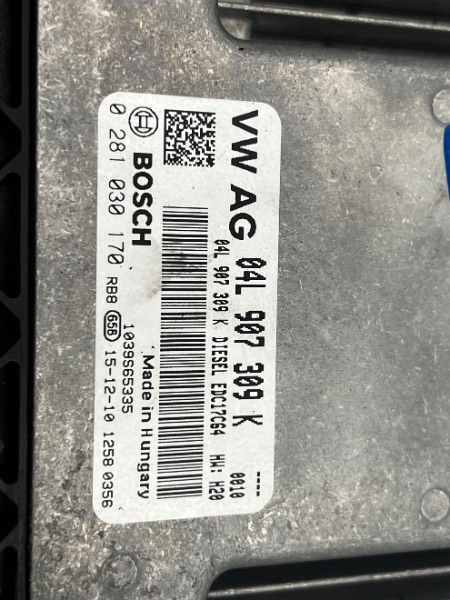 VW AG 04L 907 309 K ----
04L 907 309 K DIESEL EDC17C64 0010
HW: H20
BOSCH
Made in Hungary
1039S65335
0 281 030 170 RB8 65B 15-12-10 1258 0356